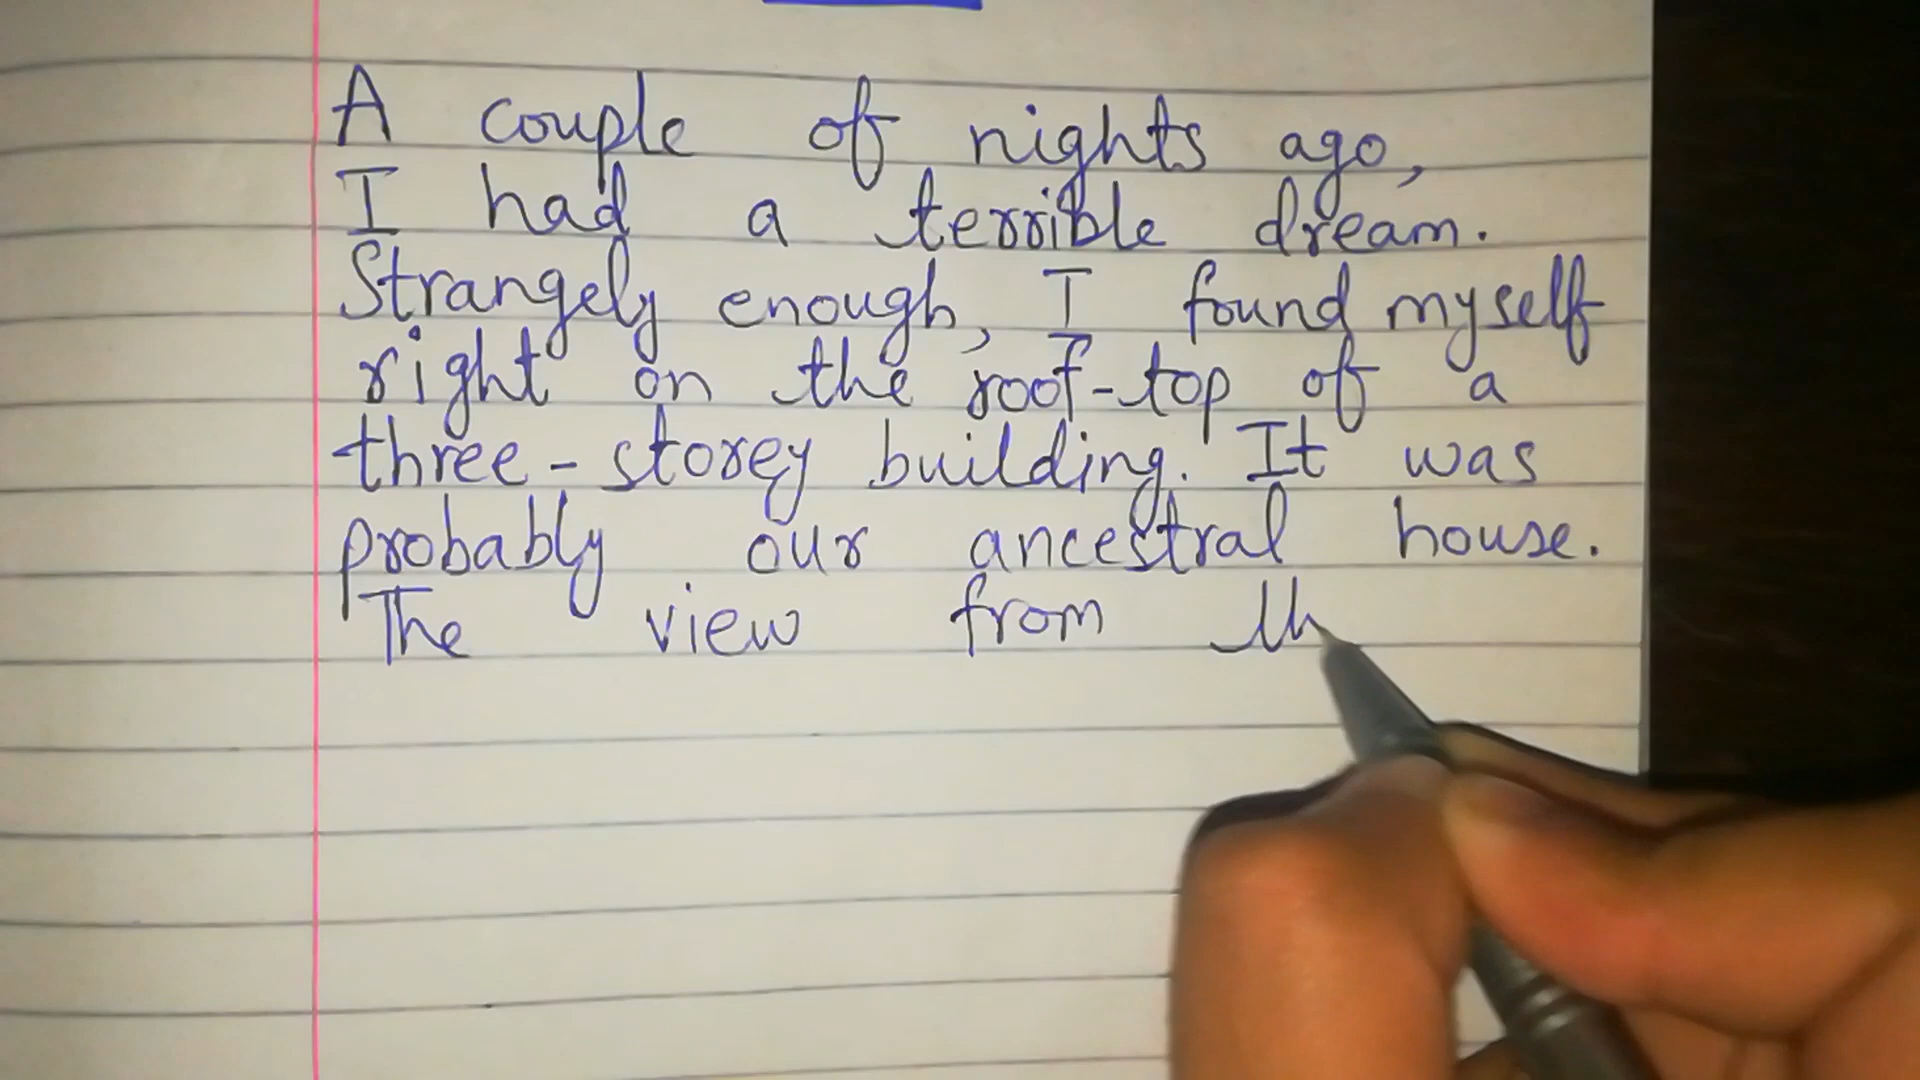 A couple of nights ago,
I had a terrible dream.
Strangely enough, I found myself
right on the roof-top of a
three-storey building. It was
probably our ancestral house.
The view from